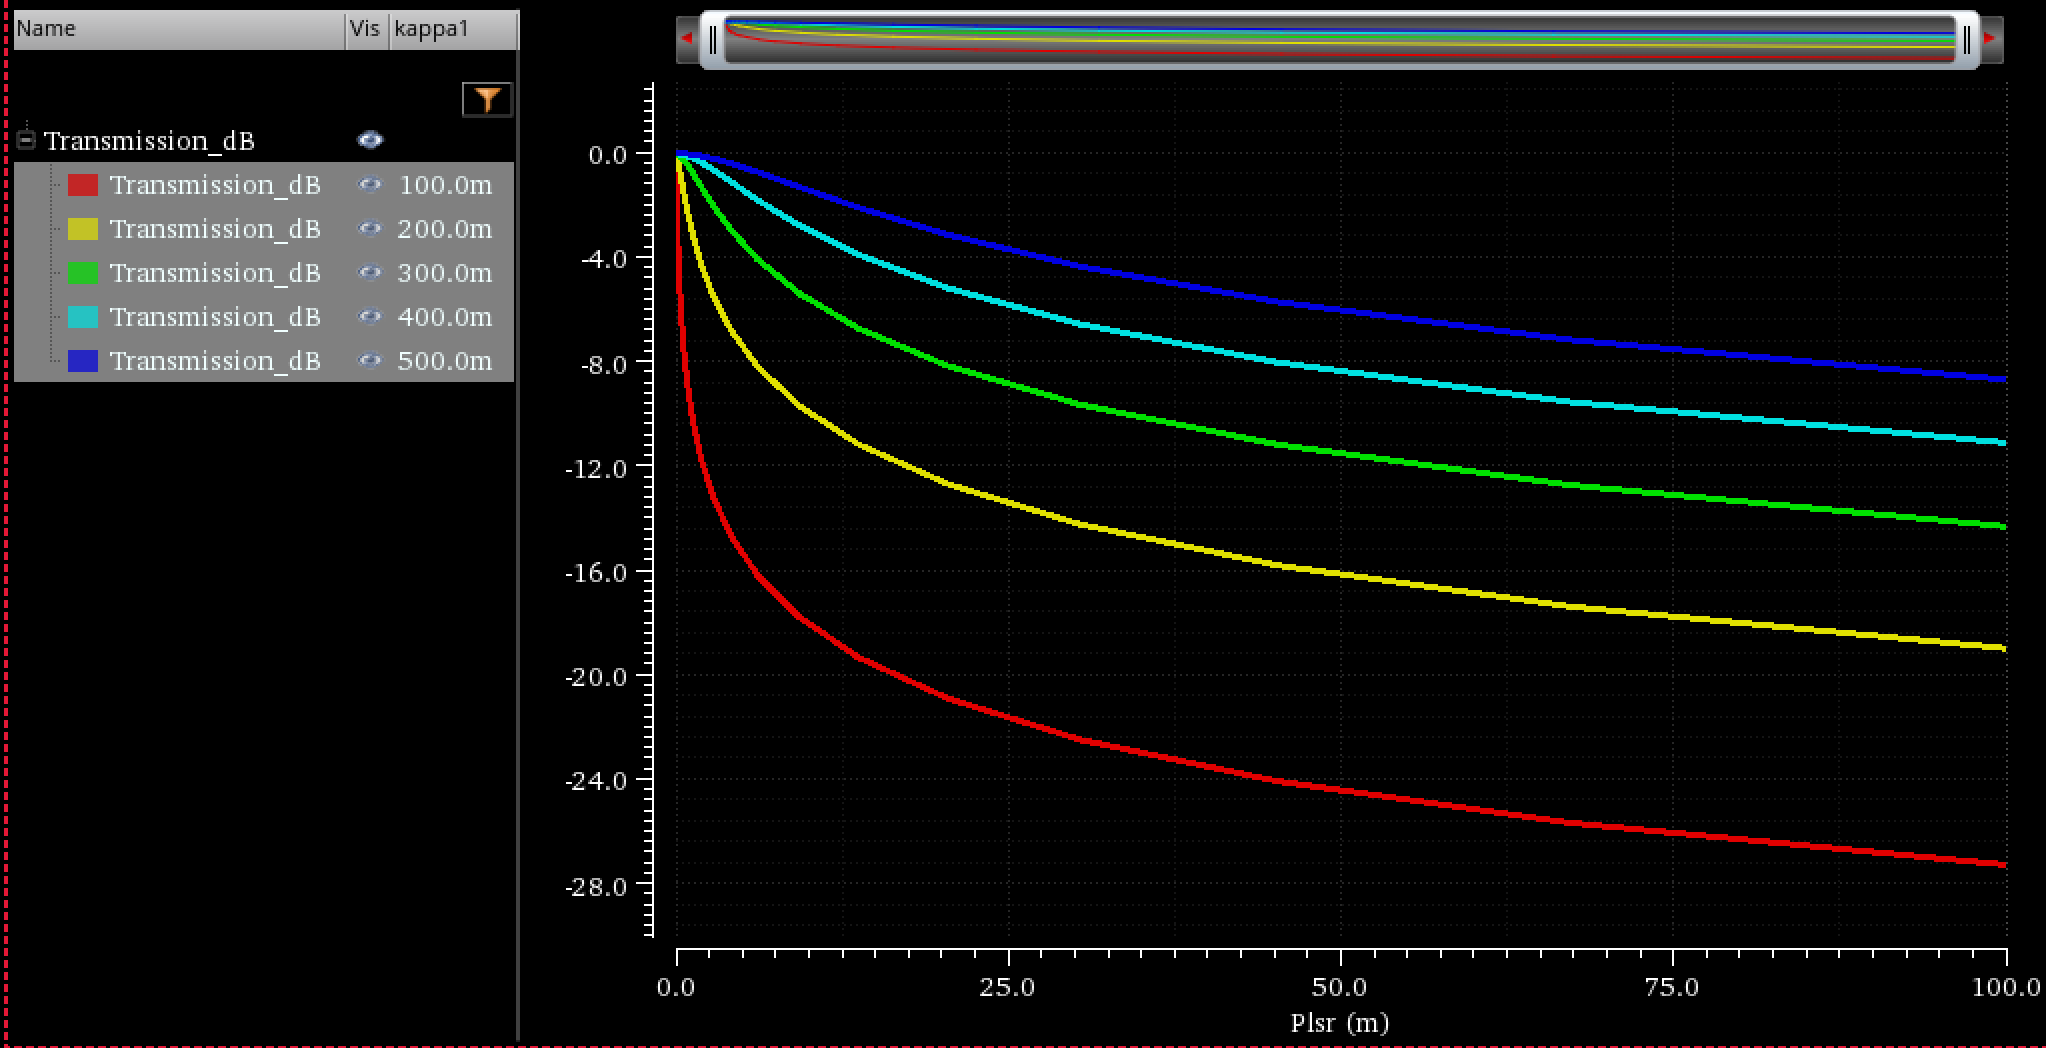 Name Vis kappa1
Transmission_dB
Transmission_dB 100.0m
Transmission_dB 200.0m
Transmission_dB 300.0m
Transmission_dB 400.0m
Transmission_dB 500.0m
0.0
-4.0
-8.0
-12.0
-16.0
-20.0
-24.0
-28.0
0.0 25.0 50.0 75.0 100.0
Plsr (m)